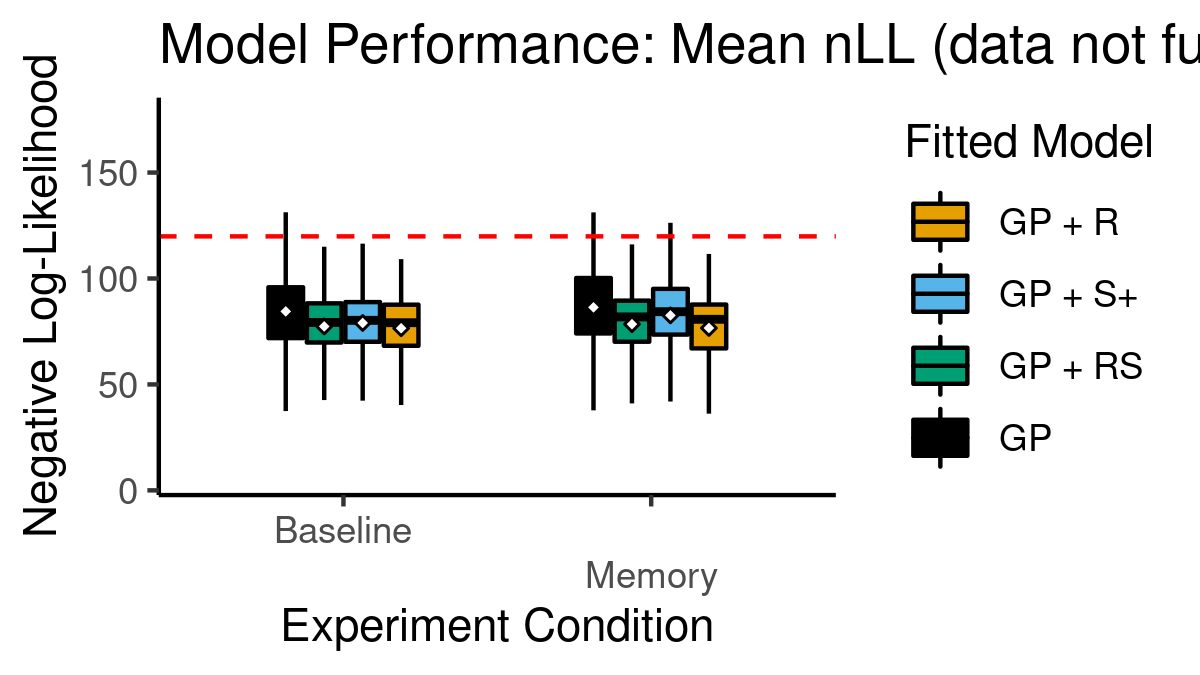 Model Performance: Mean nLL (data not fu
Negative Log-Likelihood
150
100
50
0
Baseline
Memory
Experiment Condition
Fitted Model
GP + R
GP + S+
GP + RS
GP